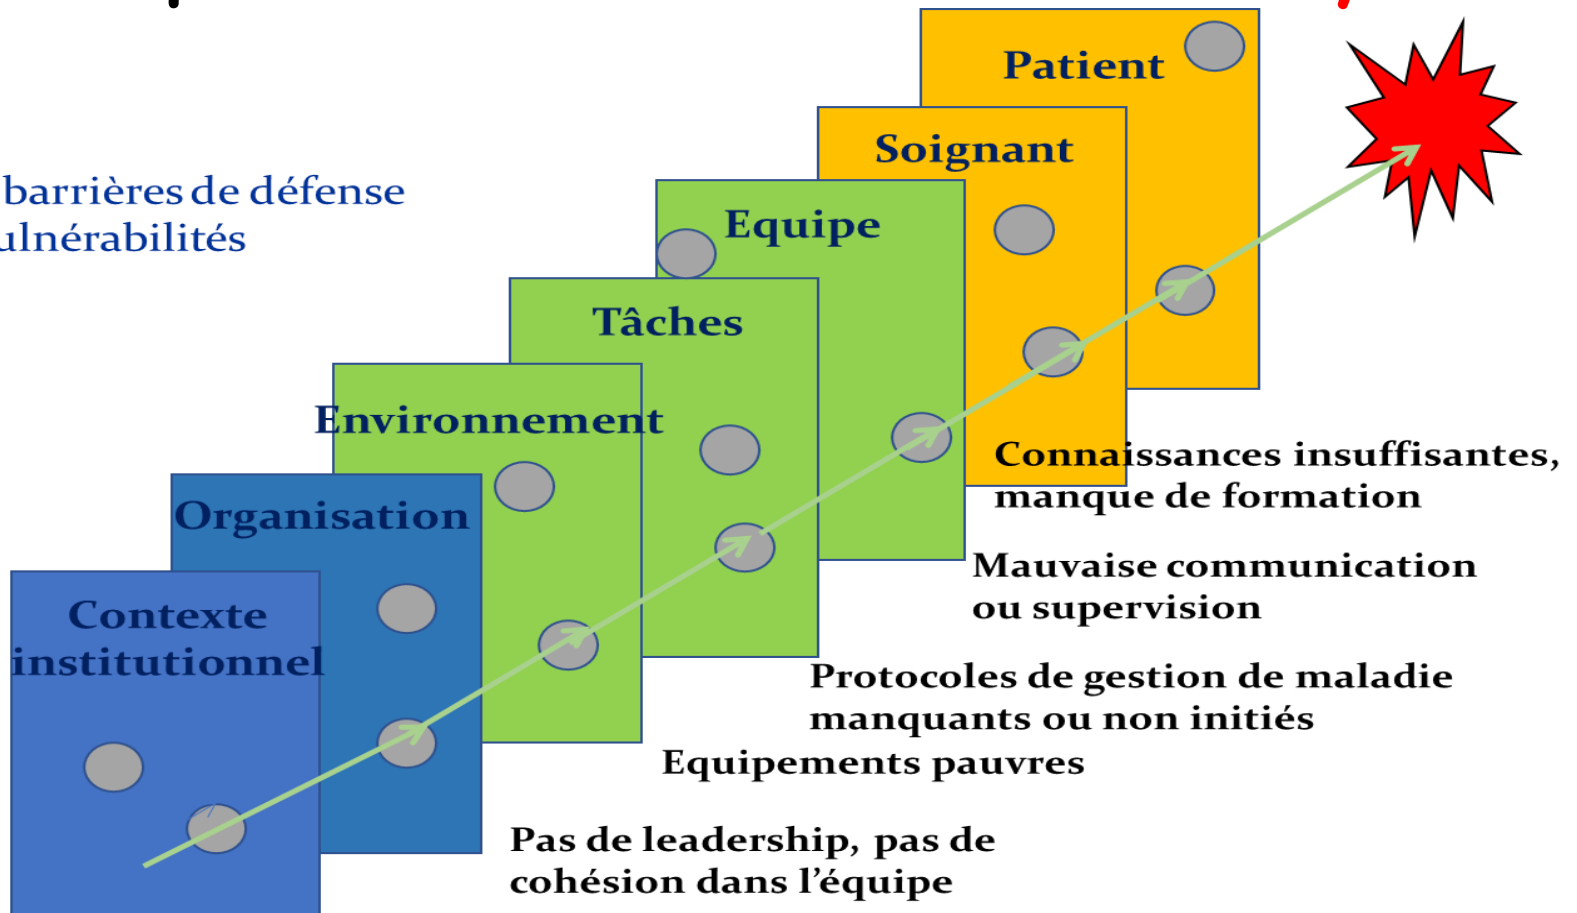 Patient
Soignant
barrières de défense
Equipe
Tâches
Environnement
Connaissances insuffisantes,
manque de formation
Organisation
Mauvaise communication
ou supervision
Contexte
institutionnel
Protocoles de gestion de maladie
manquants ou non initiés
Equipements pauvres
Pas de leadership, pas de
cohésion dans l’équipe